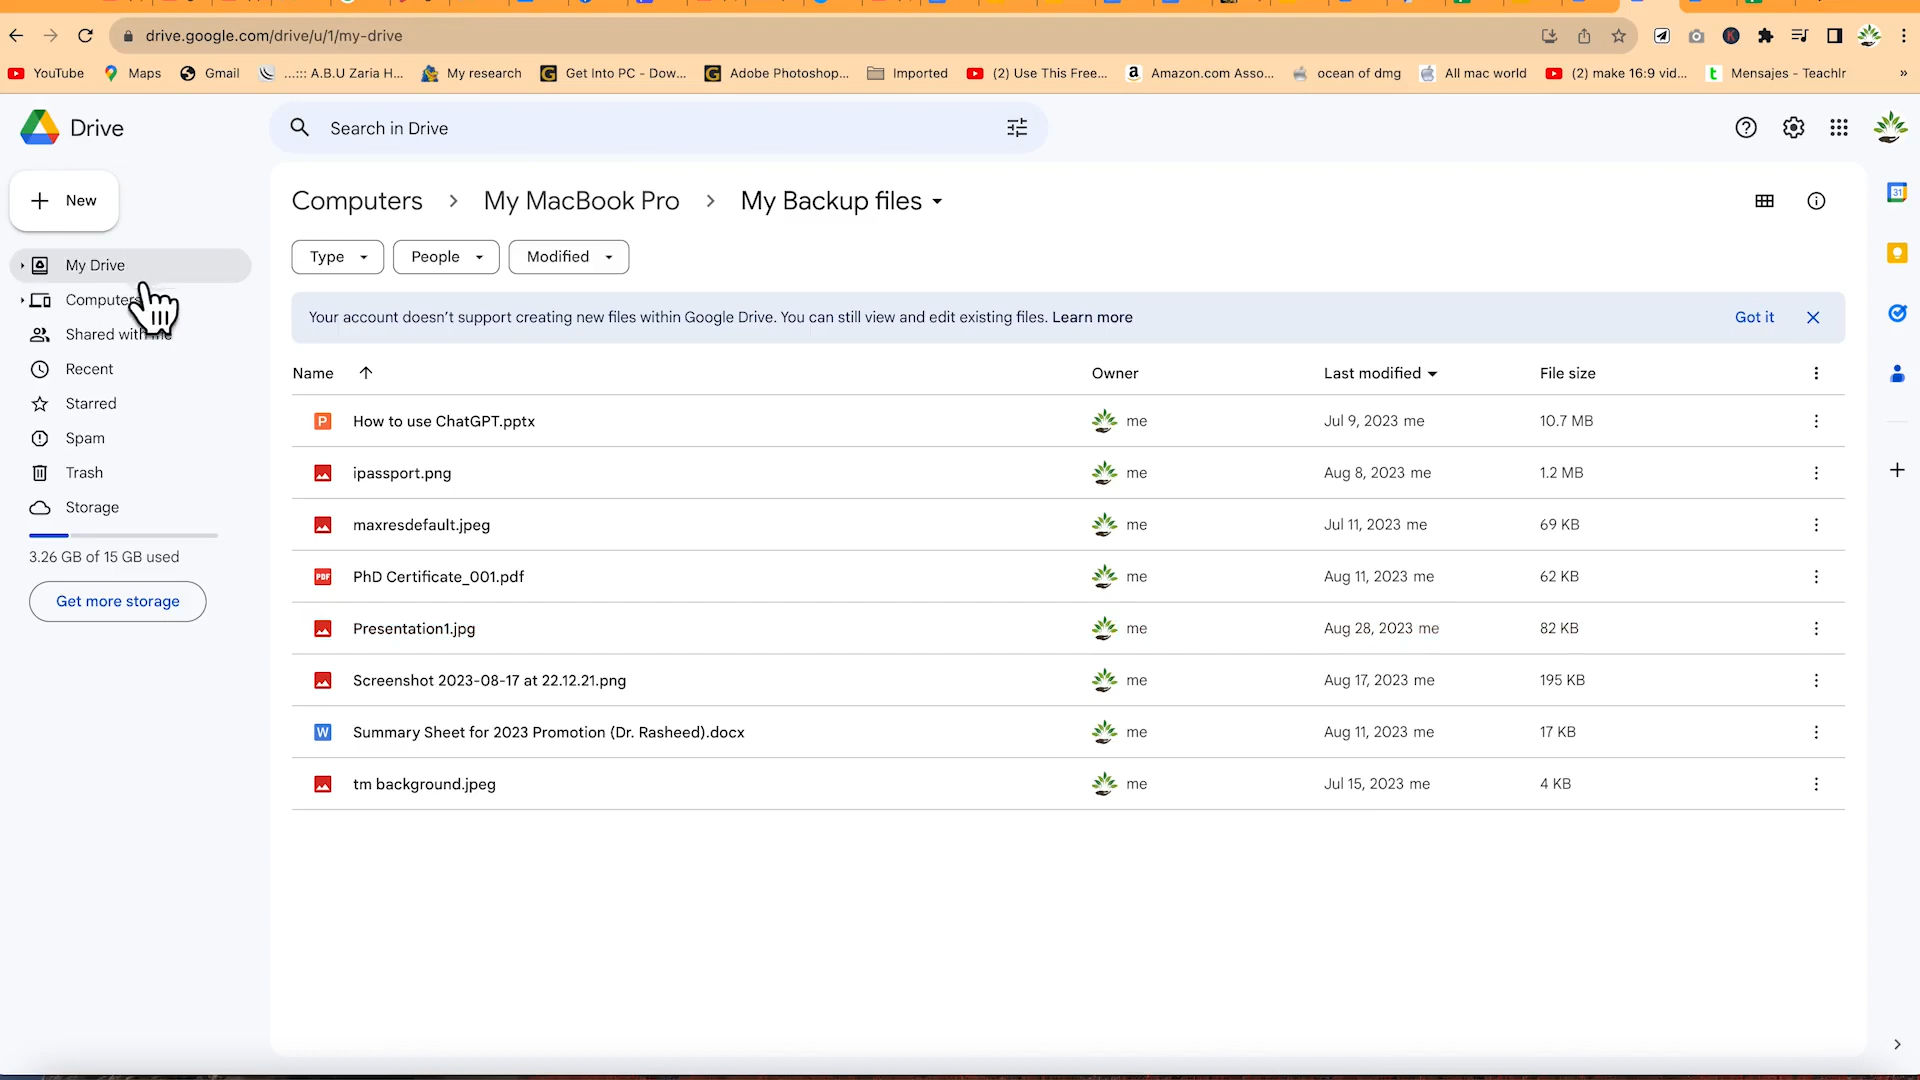 drive.google.com/drive/u/1/my-drive
YouTube Maps Gmail ...::: A.B.U Zaria H... My research Get Into PC - Dow... Adobe Photoshop... Imported (2) Use This Free... Amazon.com Asso... ocean of dmg All mac world (2) make 16:9 vid... Mensajes - Teachlr »
Drive
Search in Drive
New
My Drive
Computers
Shared with me
Recent
Starred
Spam
Trash
Storage
3.26 GB of 15 GB used
Get more storage
Computers > My MacBook Pro > My Backup files
Type People Modified
Your account doesn't support creating new files within Google Drive. You can still view and edit existing files. Learn more Got it
Name Owner Last modified File size
How to use ChatGPT.pptx me Jul 9, 2023 me 10.7 MB
ipassport.png me Aug 8, 2023 me 1.2 MB
maxresdefault.jpeg me Jul 11, 2023 me 69 KB
PhD Certificate_001.pdf me Aug 11, 2023 me 62 KB
Presentation1.jpg me Aug 28, 2023 me 82 KB
Screenshot 2023-08-17 at 22.12.21.png me Aug 17, 2023 me 195 KB
Summary Sheet for 2023 Promotion (Dr. Rasheed).docx me Aug 11, 2023 me 17 KB
tm background.jpeg me Jul 15, 2023 me 4 KB
31